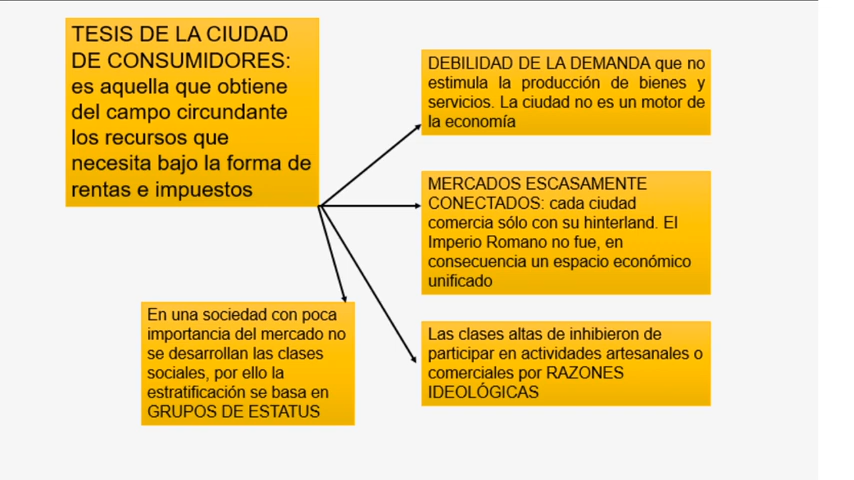 TESIS DE LA CIUDAD
DE CONSUMIDORES:
es aquella que obtiene
del campo circundante
los recursos que
necesita bajo la forma de
rentas e impuestos
DEBILIDAD DE LA DEMANDA que no
estimula la producción de bienes y
servicios. La ciudad no es un motor de
la economía
MERCADOS ESCASAMENTE
CONECTADOS: cada ciudad
comercia sólo con su hinterland. El
Imperio Romano no fue, en
consecuencia un espacio económico
unificado
En una sociedad con poca
importancia del mercado no
se desarrollan las clases
sociales, por ello la
estratificación se basa en
GRUPOS DE ESTATUS
Las clases altas de inhibieron de
participar en actividades artesanales o
comerciales por RAZONES
IDEOLÓGICAS